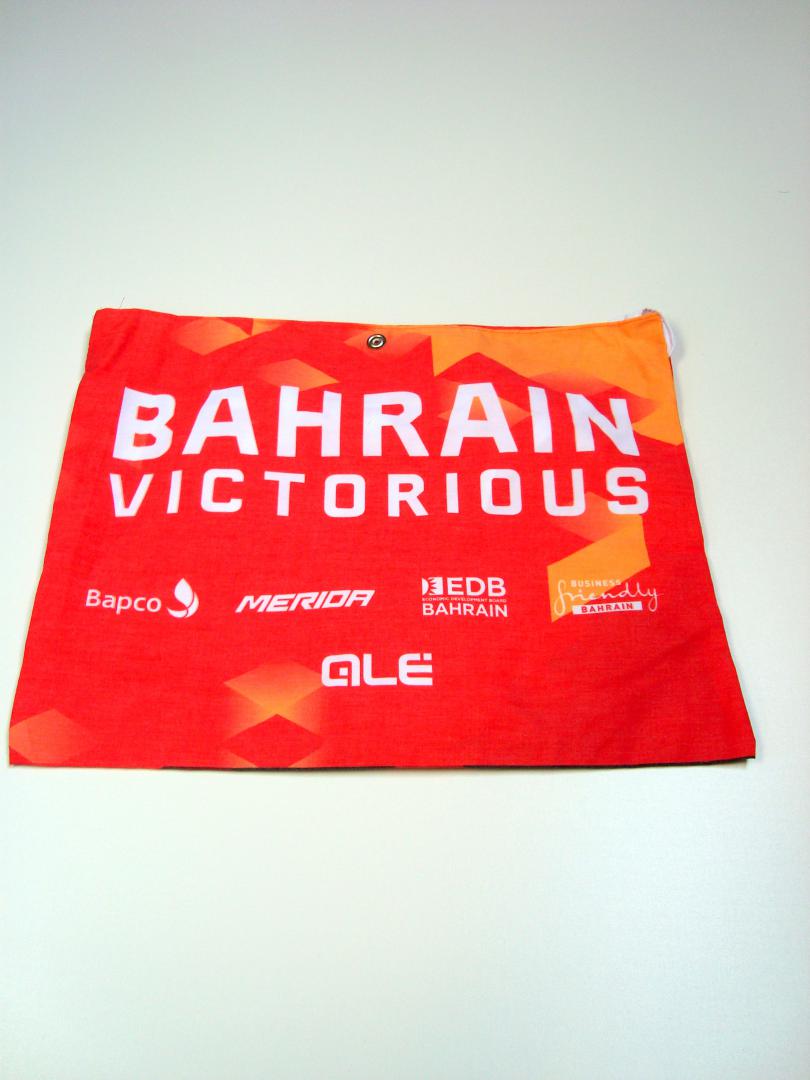 BAHRAIN
VICTORIOUS
Bapco
MERIDA
EDB
ECONOMIC DEVELOPMENT BOARD
BAHRAIN
BUSINESS
friendly
BAHRAIN
ALÉ